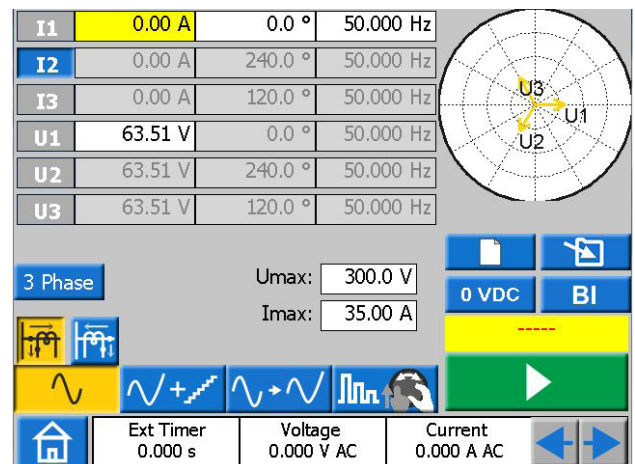 I1 0.00 A 0.0 ° 50.000 Hz
I2 0.00 A 240.0 ° 50.000 Hz
I3 0.00 A 120.0 ° 50.000 Hz
U1 63.51 V 0.0 ° 50.000 Hz
U2 63.51 V 240.0 ° 50.000 Hz
U3 63.51 V 120.0 ° 50.000 Hz
U3
U1
U2
3 Phase
Umax: 300.0 V
Imax: 35.00 A
0 VDC
BI
-----
Ext Timer
0.000 s
Voltage
0.000 V AC
Current
0.000 A AC